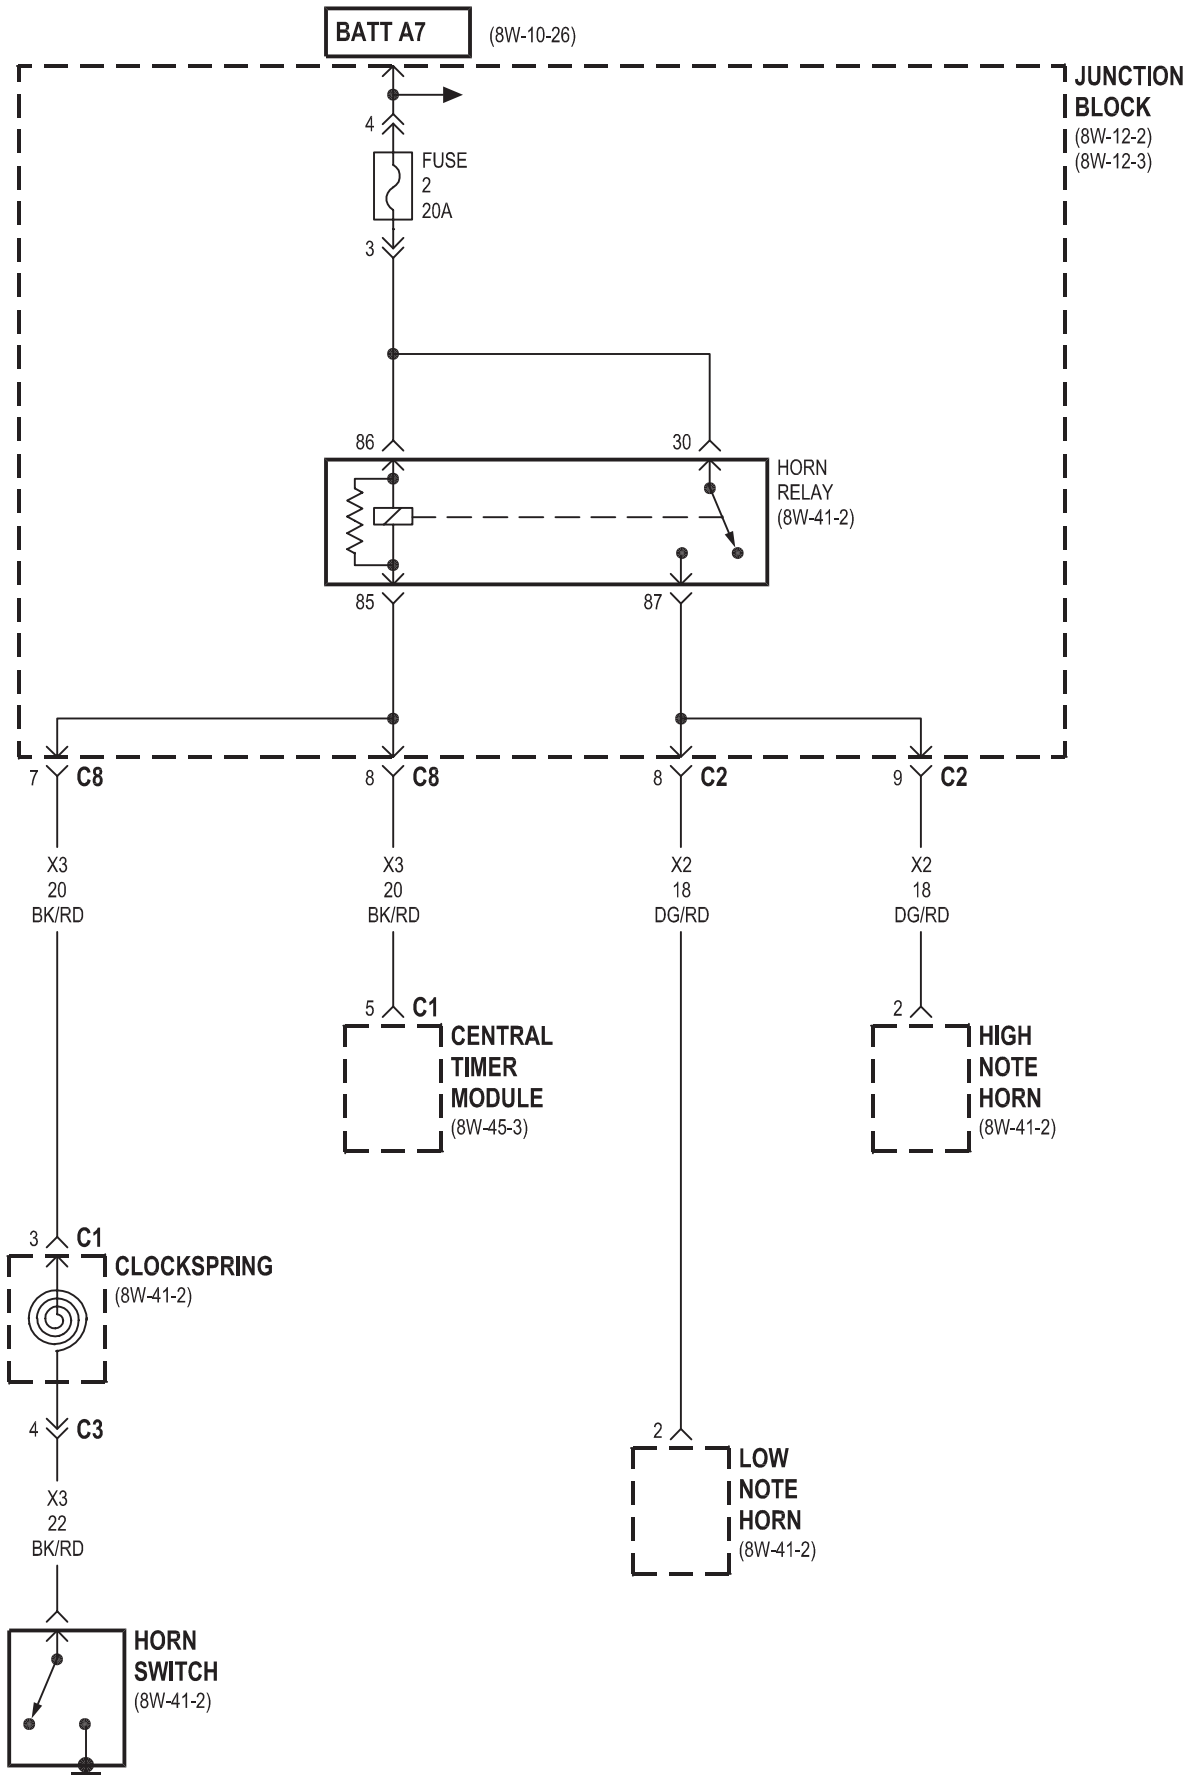 BATT A7
(8W-10-26)
JUNCTION
BLOCK
(8W-12-2)
(8W-12-3)
4
FUSE
2
20A
3
86
30
HORN
RELAY
(8W-41-2)
85
87
7
C8
8
C8
8
C2
9
C2
X3
20
BK/RD
X3
20
BK/RD
X2
18
DG/RD
X2
18
DG/RD
5
C1
CENTRAL
TIMER
MODULE
(8W-45-3)
2
HIGH
NOTE
HORN
(8W-41-2)
3
C1
CLOCKSPRING
(8W-41-2)
4
C3
2
LOW
NOTE
HORN
(8W-41-2)
X3
22
BK/RD
HORN
SWITCH
(8W-41-2)